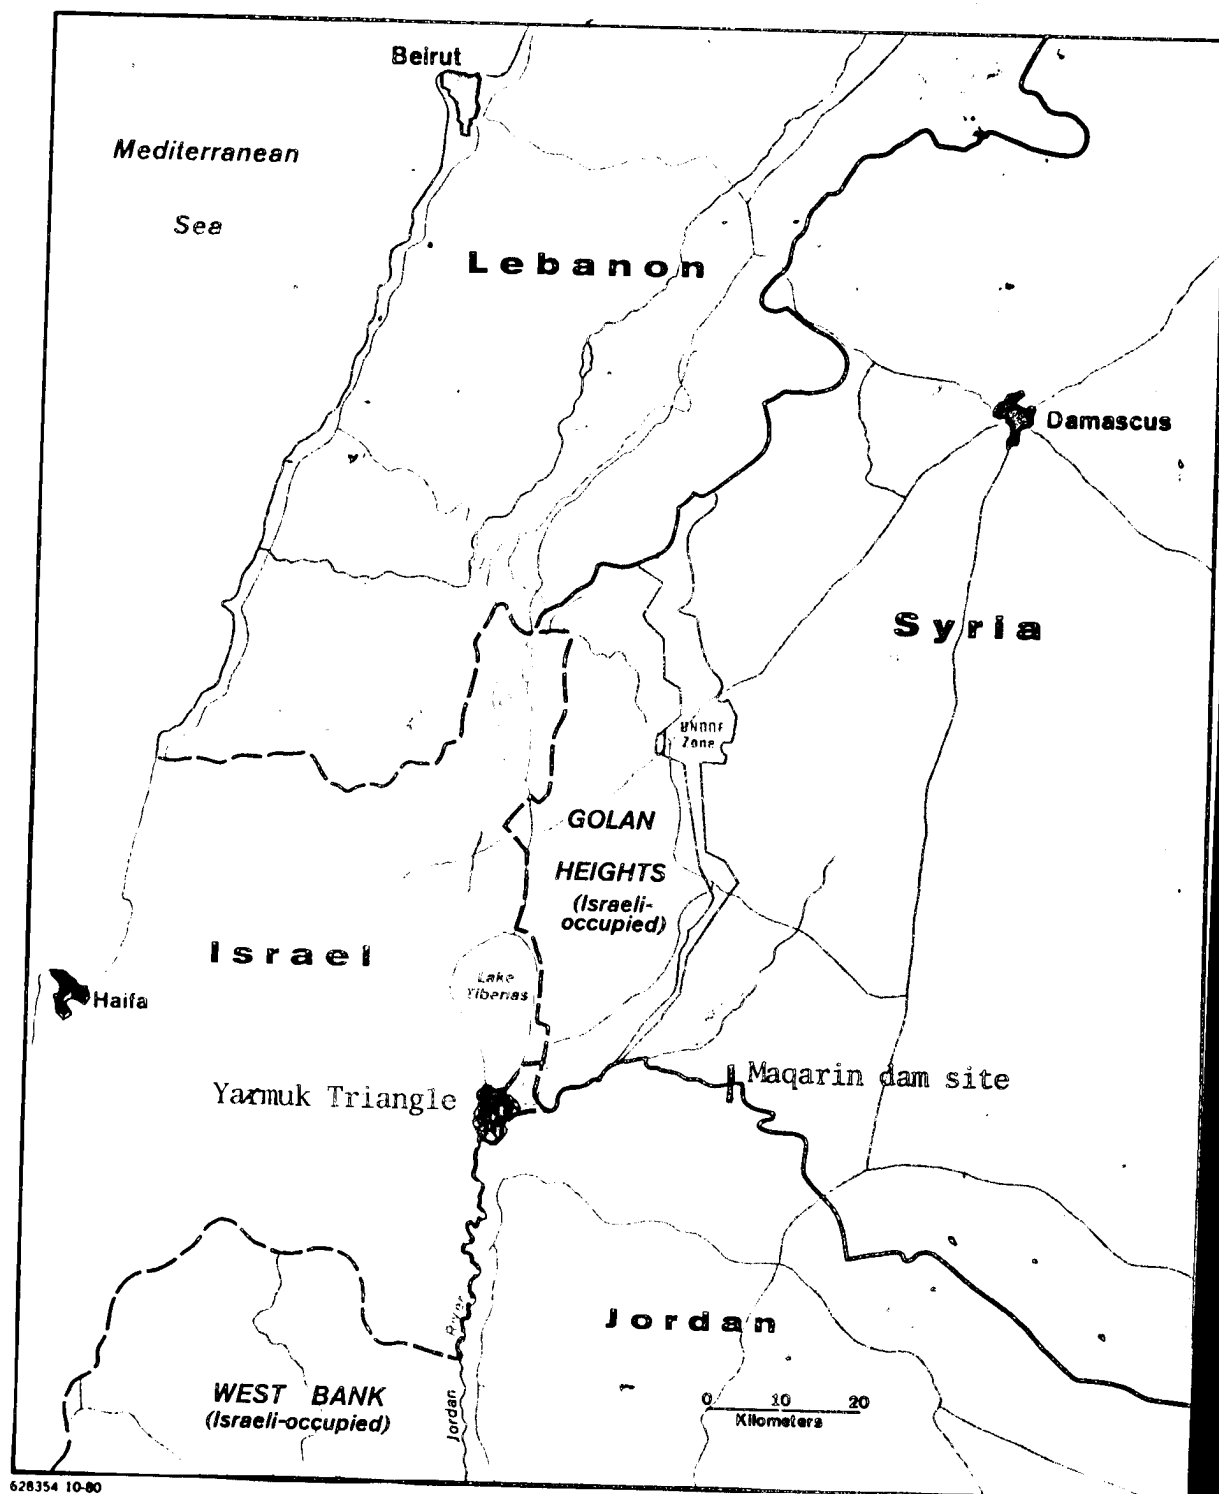 Beirut
Mediterranean
Sea
Lebanon
Damascus
Syria
Zone
GOLAN
HEIGHTS
(Israeli-
occupied)
Israel
Lake
Tiberias
Haifa
Maqarin dam site
Yarmuk Triangle
Jordan
River
Jordan
WEST BANK
(Israeli-occupied)
0 10 20
Kilometers
628354 10-80